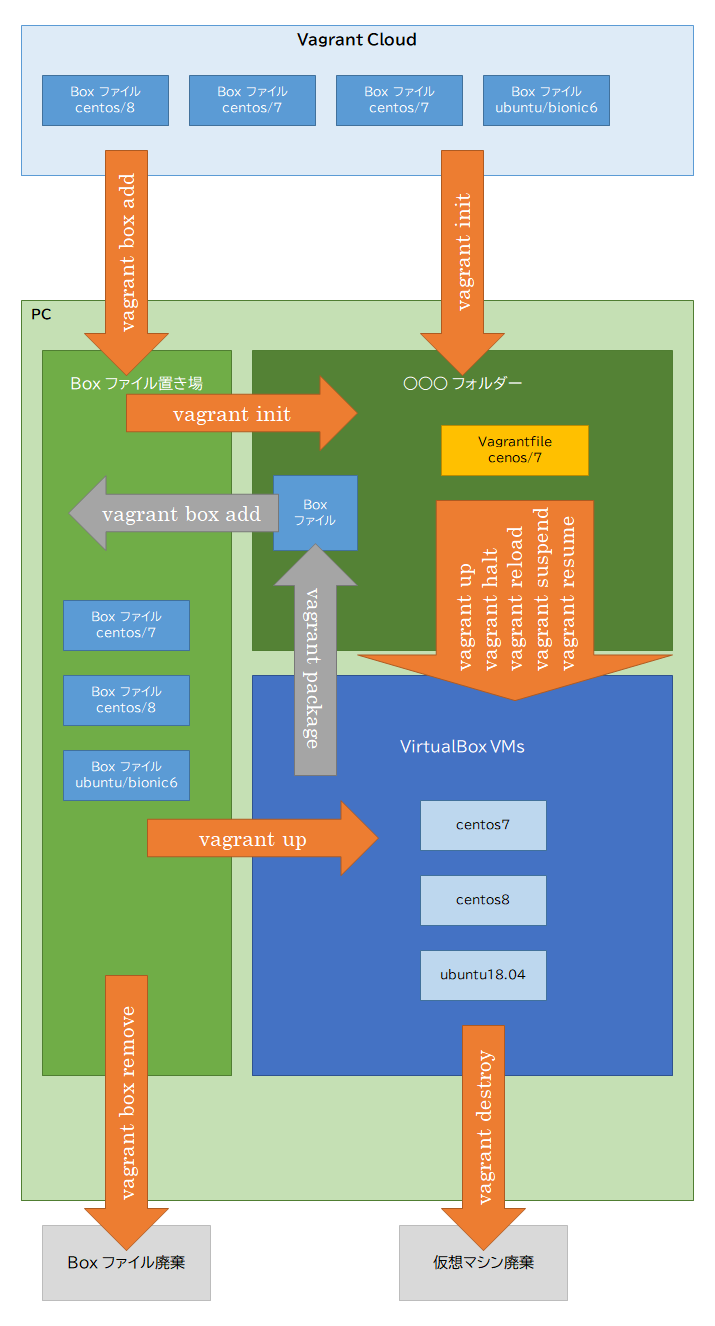 Vagrant Cloud
Box ファイル
centos/8
Box ファイル
centos/7
Box ファイル
centos/7
Box ファイル
ubuntu/bionic6
vagrant box add
vagrant init
PC
Box ファイル置き場
〇〇〇 フォルダー
vagrant init
Vagrantfile
cenos/7
vagrant box add
Box
ファイル
vagrant up
vagrant halt
vagrant reload
vagrant suspend
vagrant resume
vagrant package
Box ファイル
centos/7
Box ファイル
centos/8
Box ファイル
ubuntu/bionic6
VirtualBox VMs
centos7
vagrant up
centos8
ubuntu18.04
vagrant box remove
vagrant destroy
Box ファイル廃棄
仮想マシン廃棄